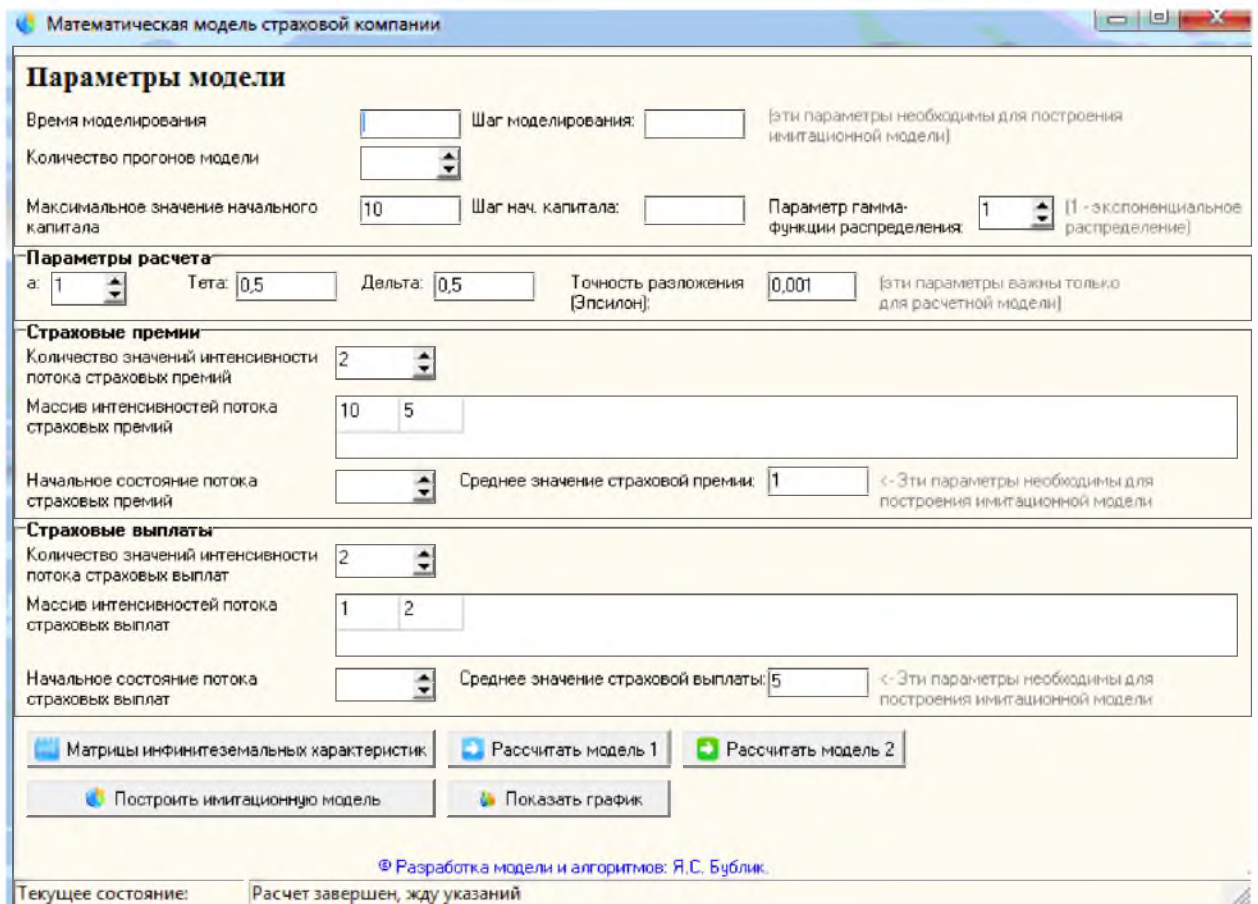 Математическая модель страховой компании
Параметры модели
Время моделирования
Шаг моделирования:
(эти параметры необходимы для построения
имитационной модели)
Количество прогонов модели
Максимальное значение начального
капитала
10
Шаг нач. капитала:
Параметр гамма-
функции распределения:
1
(1 - экспоненциальное
распределение)
Параметры расчета
а: 1
Тета: 0,5
Дельта: 0,5
Точность разложения
(Эпсилон):
0,001
(эти параметры важны только
для расчетной модели)
Страховые премии
Количество значений интенсивности
потока страховых премий
2
Массив интенсивностей потока
страховых премий
10 5
Начальное состояние потока
страховых премий
Среднее значение страховой премии: 1
<- Эти параметры необходимы для
построения имитационной модели
Страховые выплаты
Количество значений интенсивности
потока страховых выплат
2
Массив интенсивностей потока
страховых выплат
1 2
Начальное состояние потока
страховых выплат
Среднее значение страховой выплаты: 5
<- Эти параметры необходимы для
построения имитационной модели
Матрицы инфинитеземальных характеристик
Рассчитать модель 1
Рассчитать модель 2
Построить имитационную модель
Показать график
© Разработка модели и алгоритмов: Я.С. Бублик.
Текущее состояние:
Расчет завершен, жду указаний